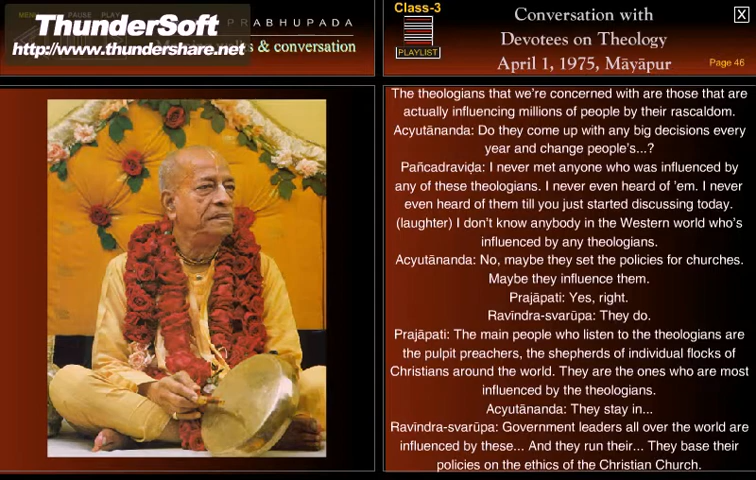 MENU PAUSE PLAY
ThunderSoft
PRABHUPADA
http://www.thundershare.net
& conversation
Class-3
PLAYLIST
Conversation with
Devotees on Theology
April 1, 1975, Māyāpur
X
Page 46
The theologians that we're concerned with are those that are
actually influencing millions of people by their rascaldom.
Acyutānanda: Do they come up with any big decisions every
year and change people's...?
Pañcadraviḍa: I never met anyone who was influenced by
any of these theologians. I never even heard of 'em. I never
even heard of them till you just started discussing today.
(laughter) I don't know anybody in the Western world who's
influenced by any theologians.
Acyutānanda: No, maybe they set the policies for churches.
Maybe they influence them.
Prajāpati: Yes, right.
Ravindra-svarūpa: They do.
Prajāpati: The main people who listen to the theologians are
the pulpit preachers, the shepherds of individual flocks of
Christians around the world. They are the ones who are most
influenced by the theologians.
Acyutānanda: They stay in...
Ravindra-svarūpa: Government leaders all over the world are
influenced by these... And they run their... They base their
policies on the ethics of the Christian Church.